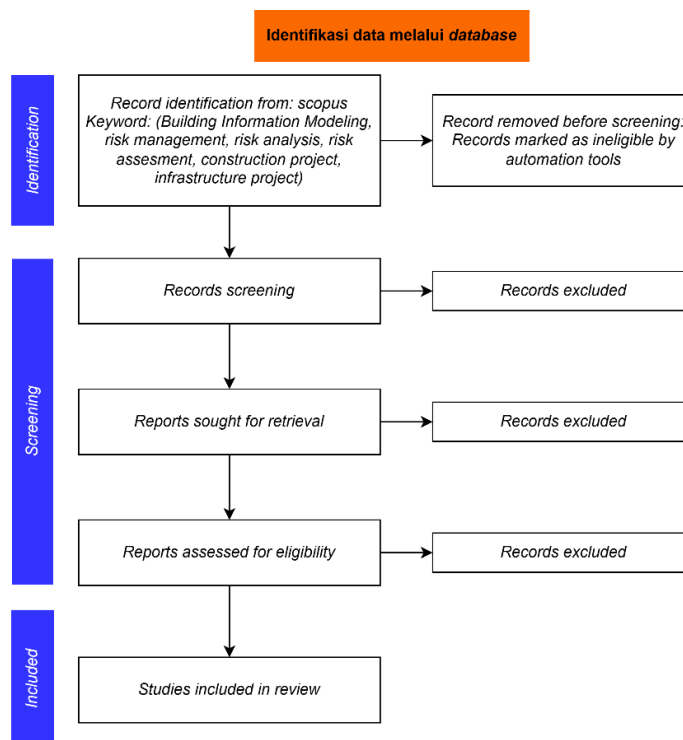 Identifikasi data melalui database
Identification
Record identification from: scopus
Keyword: (Building Information Modeling,
risk management, risk analysis, risk
assesment, construction project,
infrastructure project)
Record removed before screening:
Records marked as ineligible by
automation tools
Screening
Records screening
Records excluded
Reports sought for retrieval
Records excluded
Reports assessed for eligibility
Records excluded
Included
Studies included in review